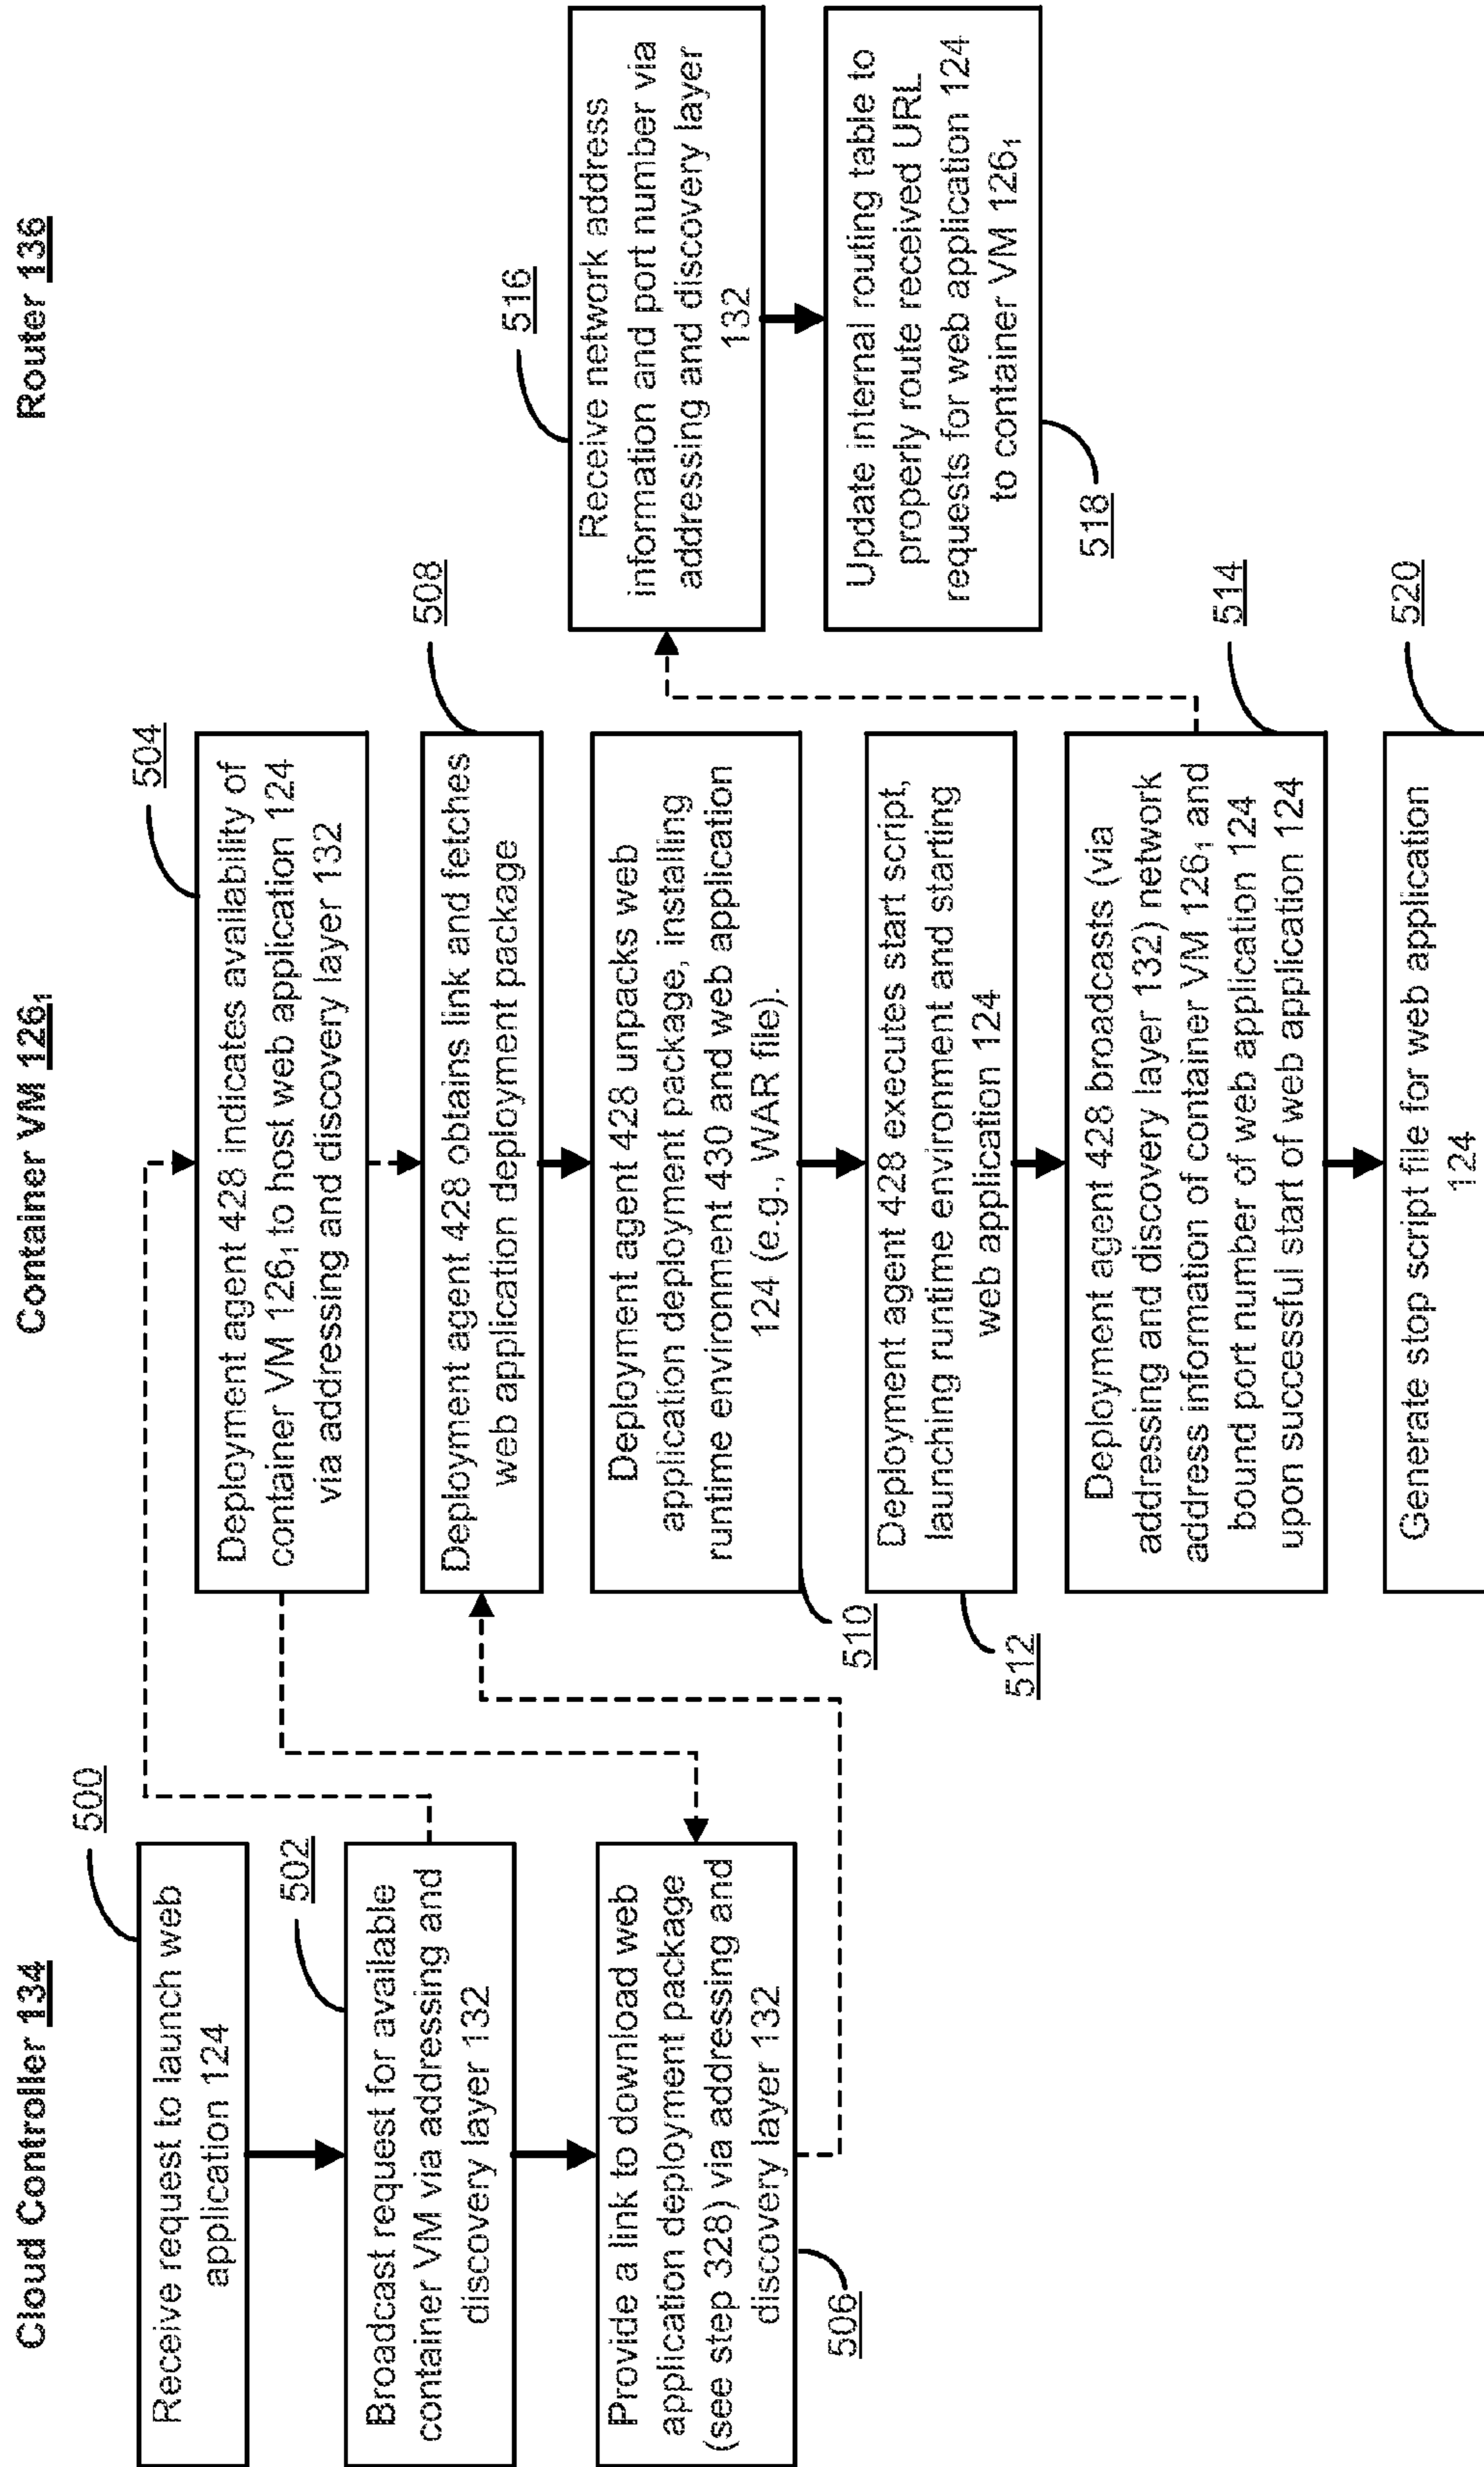 Cloud Controller 134
500
Receive request to launch web
application 124
502
Broadcast request for available
container VM via addressing and
discovery layer 132
Provide a link to download web
application deployment package
(see step 328) via addressing and
discovery layer 132
506
Container VM 126₁
504
Deployment agent 428 indicates availability of
container VM 126₁ to host web application 124
via addressing and discovery layer 132
508
Deployment agent 428 obtains link and fetches
web application deployment package
Deployment agent 428 unpacks web
application deployment package, installing
runtime environment 430 and web application
124 (e.g., WAR file).
510
Deployment agent 428 executes start script,
launching runtime environment and starting
web application 124
512
Deployment agent 428 broadcasts (via
addressing and discovery layer 132) network
address information of container VM 126₁ and
bound port number of web application 124
upon successful start of web application 124
514
Generate stop script file for web application
124
520
Router 136
516
Receive network address
information and port number via
addressing and discovery layer
132
Update internal routing table to
properly route received URL
requests for web application 124
to container VM 126₁
518